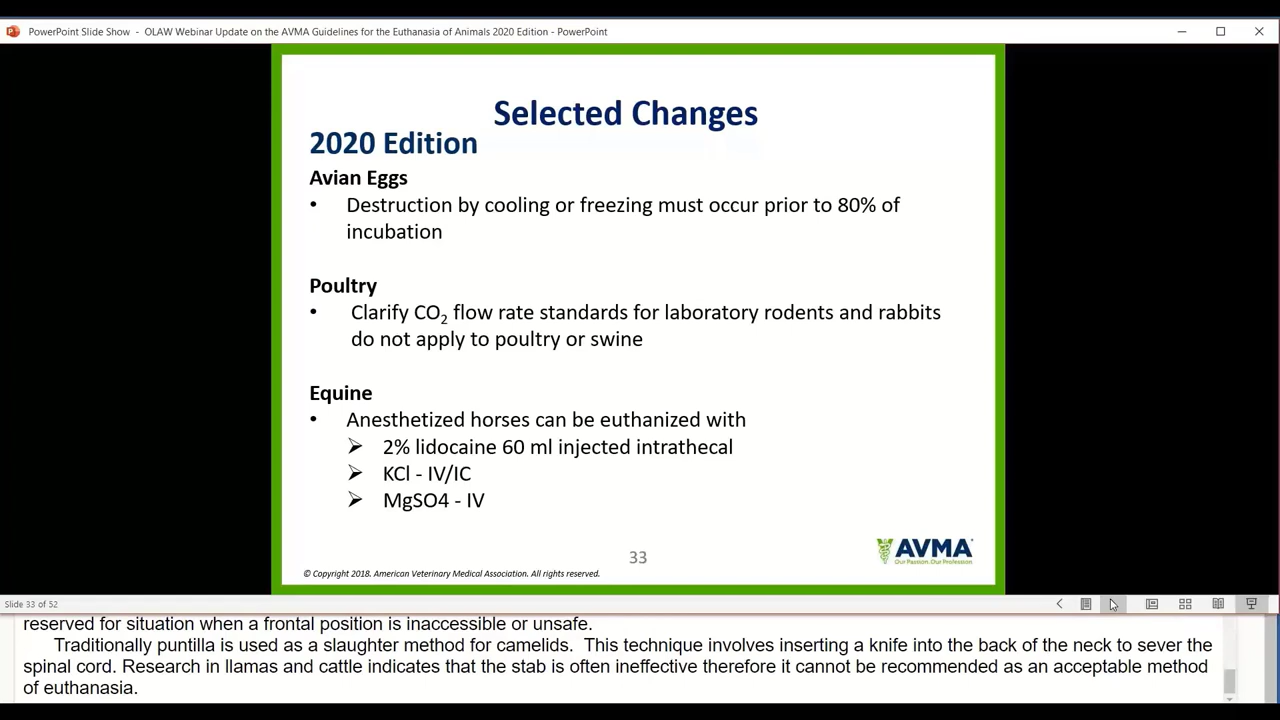 PowerPoint Slide Show - OLAW Webinar Update on the AVMA Guidelines for the Euthanasia of Animals 2020 Edition - PowerPoint
Selected Changes
2020 Edition
Avian Eggs
• Destruction by cooling or freezing must occur prior to 80% of
incubation
Poultry
• Clarify CO2 flow rate standards for laboratory rodents and rabbits
do not apply to poultry or swine
Equine
• Anesthetized horses can be euthanized with
➢ 2% lidocaine 60 ml injected intrathecal
➢ KCl - IV/IC
➢ MgSO4 - IV
33
AVMA
Our Passion. Our Profession.
© Copyright 2018. American Veterinary Medical Association. All rights reserved.
Slide 33 of 52
reserved for situation when a frontal position is inaccessible or unsafe.
Traditionally puntilla is used as a slaughter method for camelids. This technique involves inserting a knife into the back of the neck to sever the
spinal cord. Research in llamas and cattle indicates that the stab is often ineffective therefore it cannot be recommended as an acceptable method
of euthanasia.